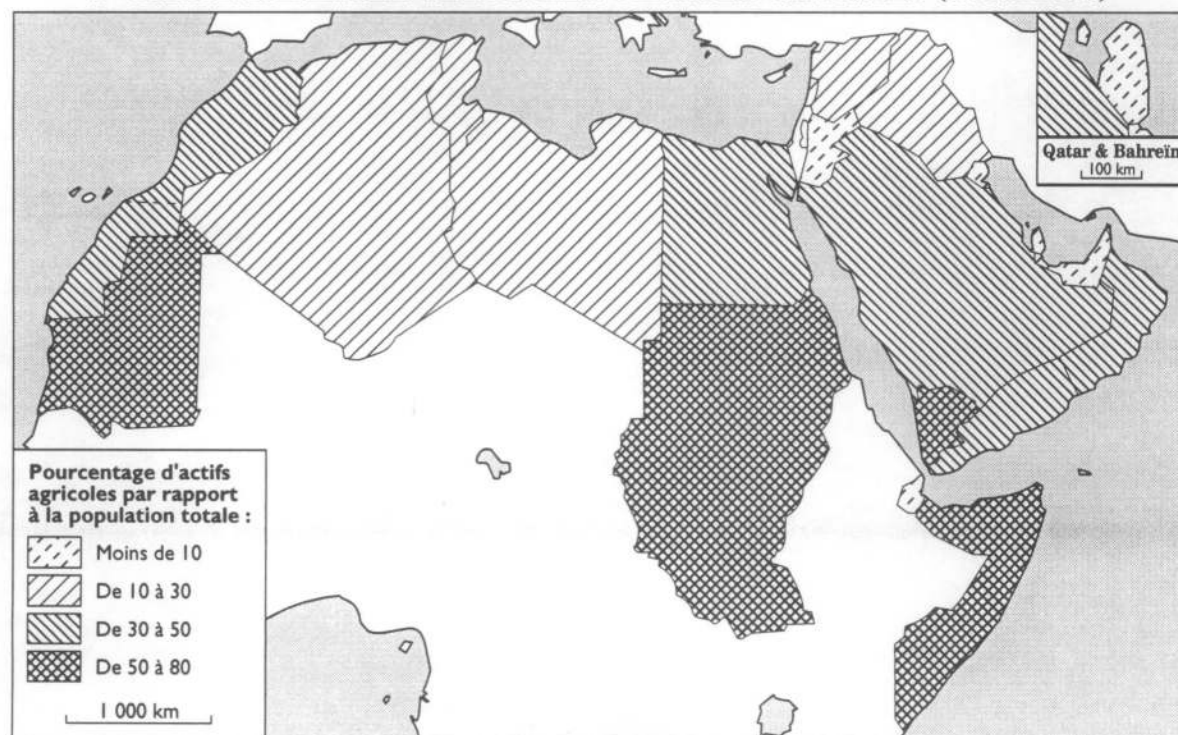 Qatar & Bahreïn
100 km
Pourcentage d'actifs
agricoles par rapport
à la population totale :
Moins de 10
De 10 à 30
De 30 à 50
De 50 à 80
1 000 km